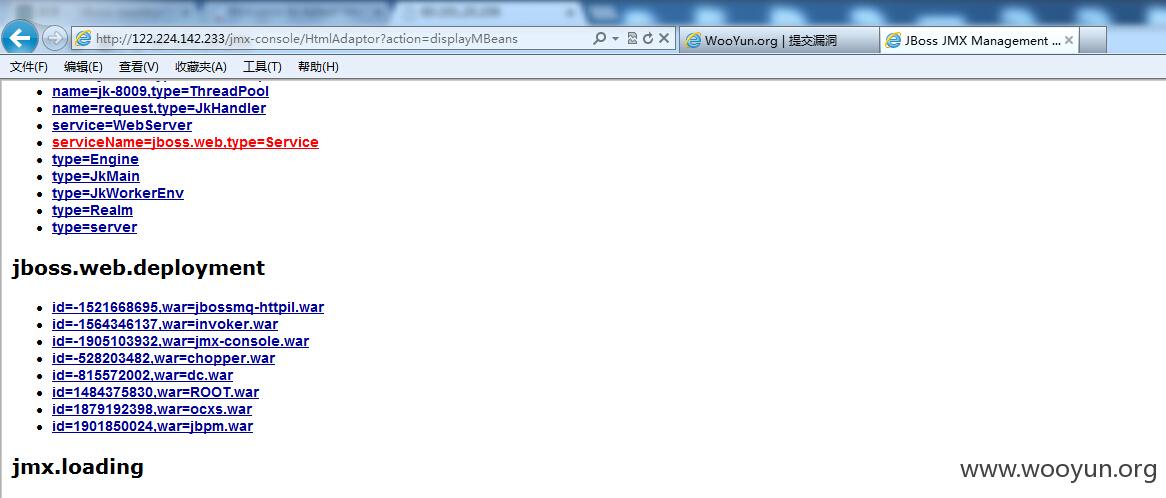 http://122.224.142.233/jmx-console/HtmlAdaptor?action=displayMBeans
WooYun.org | 提交漏洞
JBoss JMX Management ...
文件(F) 编辑(E) 查看(V) 收藏夹(A) 工具(T) 帮助(H)
name=jk-8009,type=ThreadPool
name=request,type=JkHandler
service=WebServer
serviceName=jboss.web,type=Service
type=Engine
type=JkMain
type=JkWorkerEnv
type=Realm
type=server
jboss.web.deployment
id=-1521668695,war=jbossmq-httpil.war
id=-1564346137,war=invoker.war
id=-1905103932,war=jmx-console.war
id=-528203482,war=chopper.war
id=-815572002,war=dc.war
id=1484375830,war=ROOT.war
id=1879192398,war=ocxs.war
id=1901850024,war=jbpm.war
jmx.loading
www.wooyun.org